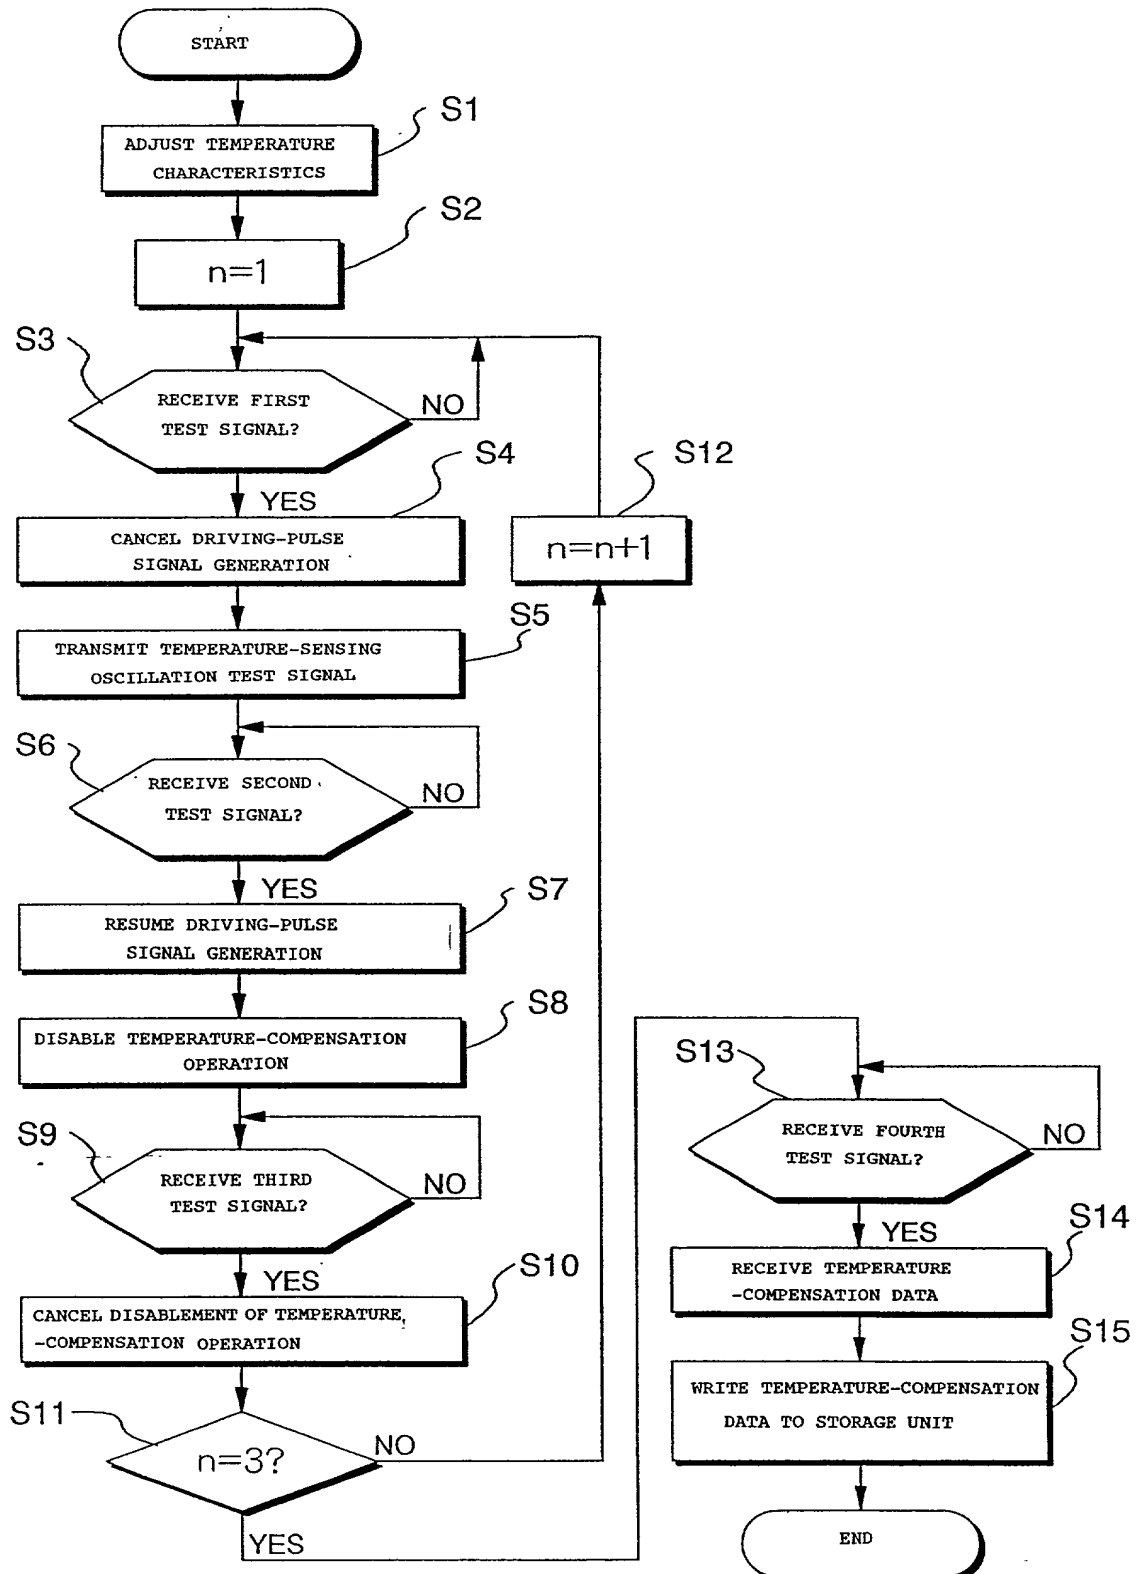 START
S1
ADJUST TEMPERATURE
CHARACTERISTICS
S2
n=1
S3
RECEIVE FIRST
TEST SIGNAL?
NO
YES
S4
CANCEL DRIVING-PULSE
SIGNAL GENERATION
S12
n=n+1
S5
TRANSMIT TEMPERATURE-SENSING
OSCILLATION TEST SIGNAL
S6
RECEIVE SECOND
TEST SIGNAL?
NO
YES
S7
RESUME DRIVING-PULSE
SIGNAL GENERATION
S8
DISABLE TEMPERATURE-COMPENSATION
OPERATION
S9
RECEIVE THIRD
TEST SIGNAL?
NO
YES
S10
CANCEL DISABLEMENT OF TEMPERATURE
-COMPENSATION OPERATION
S11
n=3?
NO
YES
S13
RECEIVE FOURTH
TEST SIGNAL?
NO
YES
S14
RECEIVE TEMPERATURE
-COMPENSATION DATA
S15
WRITE TEMPERATURE-COMPENSATION
DATA TO STORAGE UNIT
END